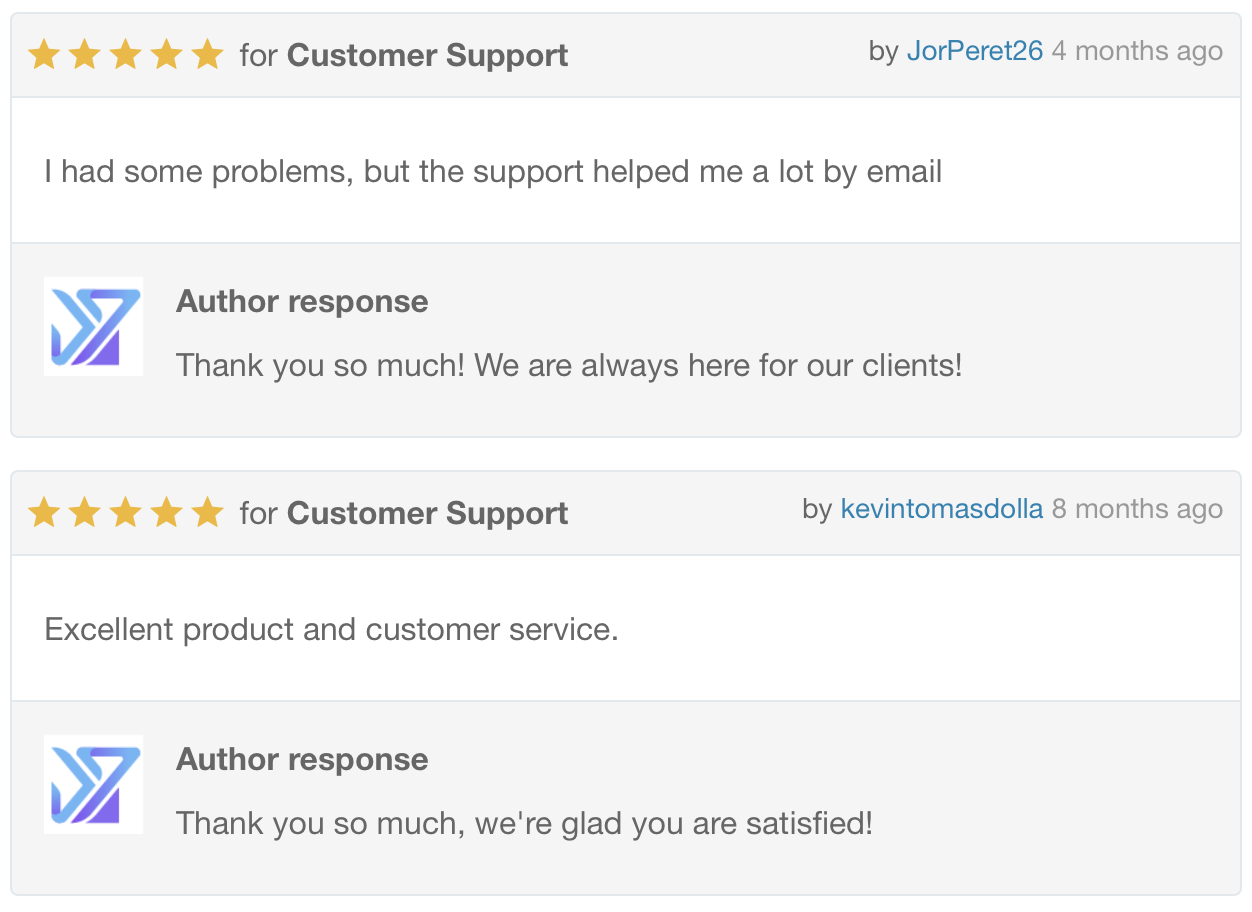 for Customer Support by JorPeret26 4 months ago
I had some problems, but the support helped me a lot by email
Author response
Thank you so much! We are always here for our clients!
for Customer Support by kevintomasdolla 8 months ago
Excellent product and customer service.
Author response
Thank you so much, we're glad you are satisfied!